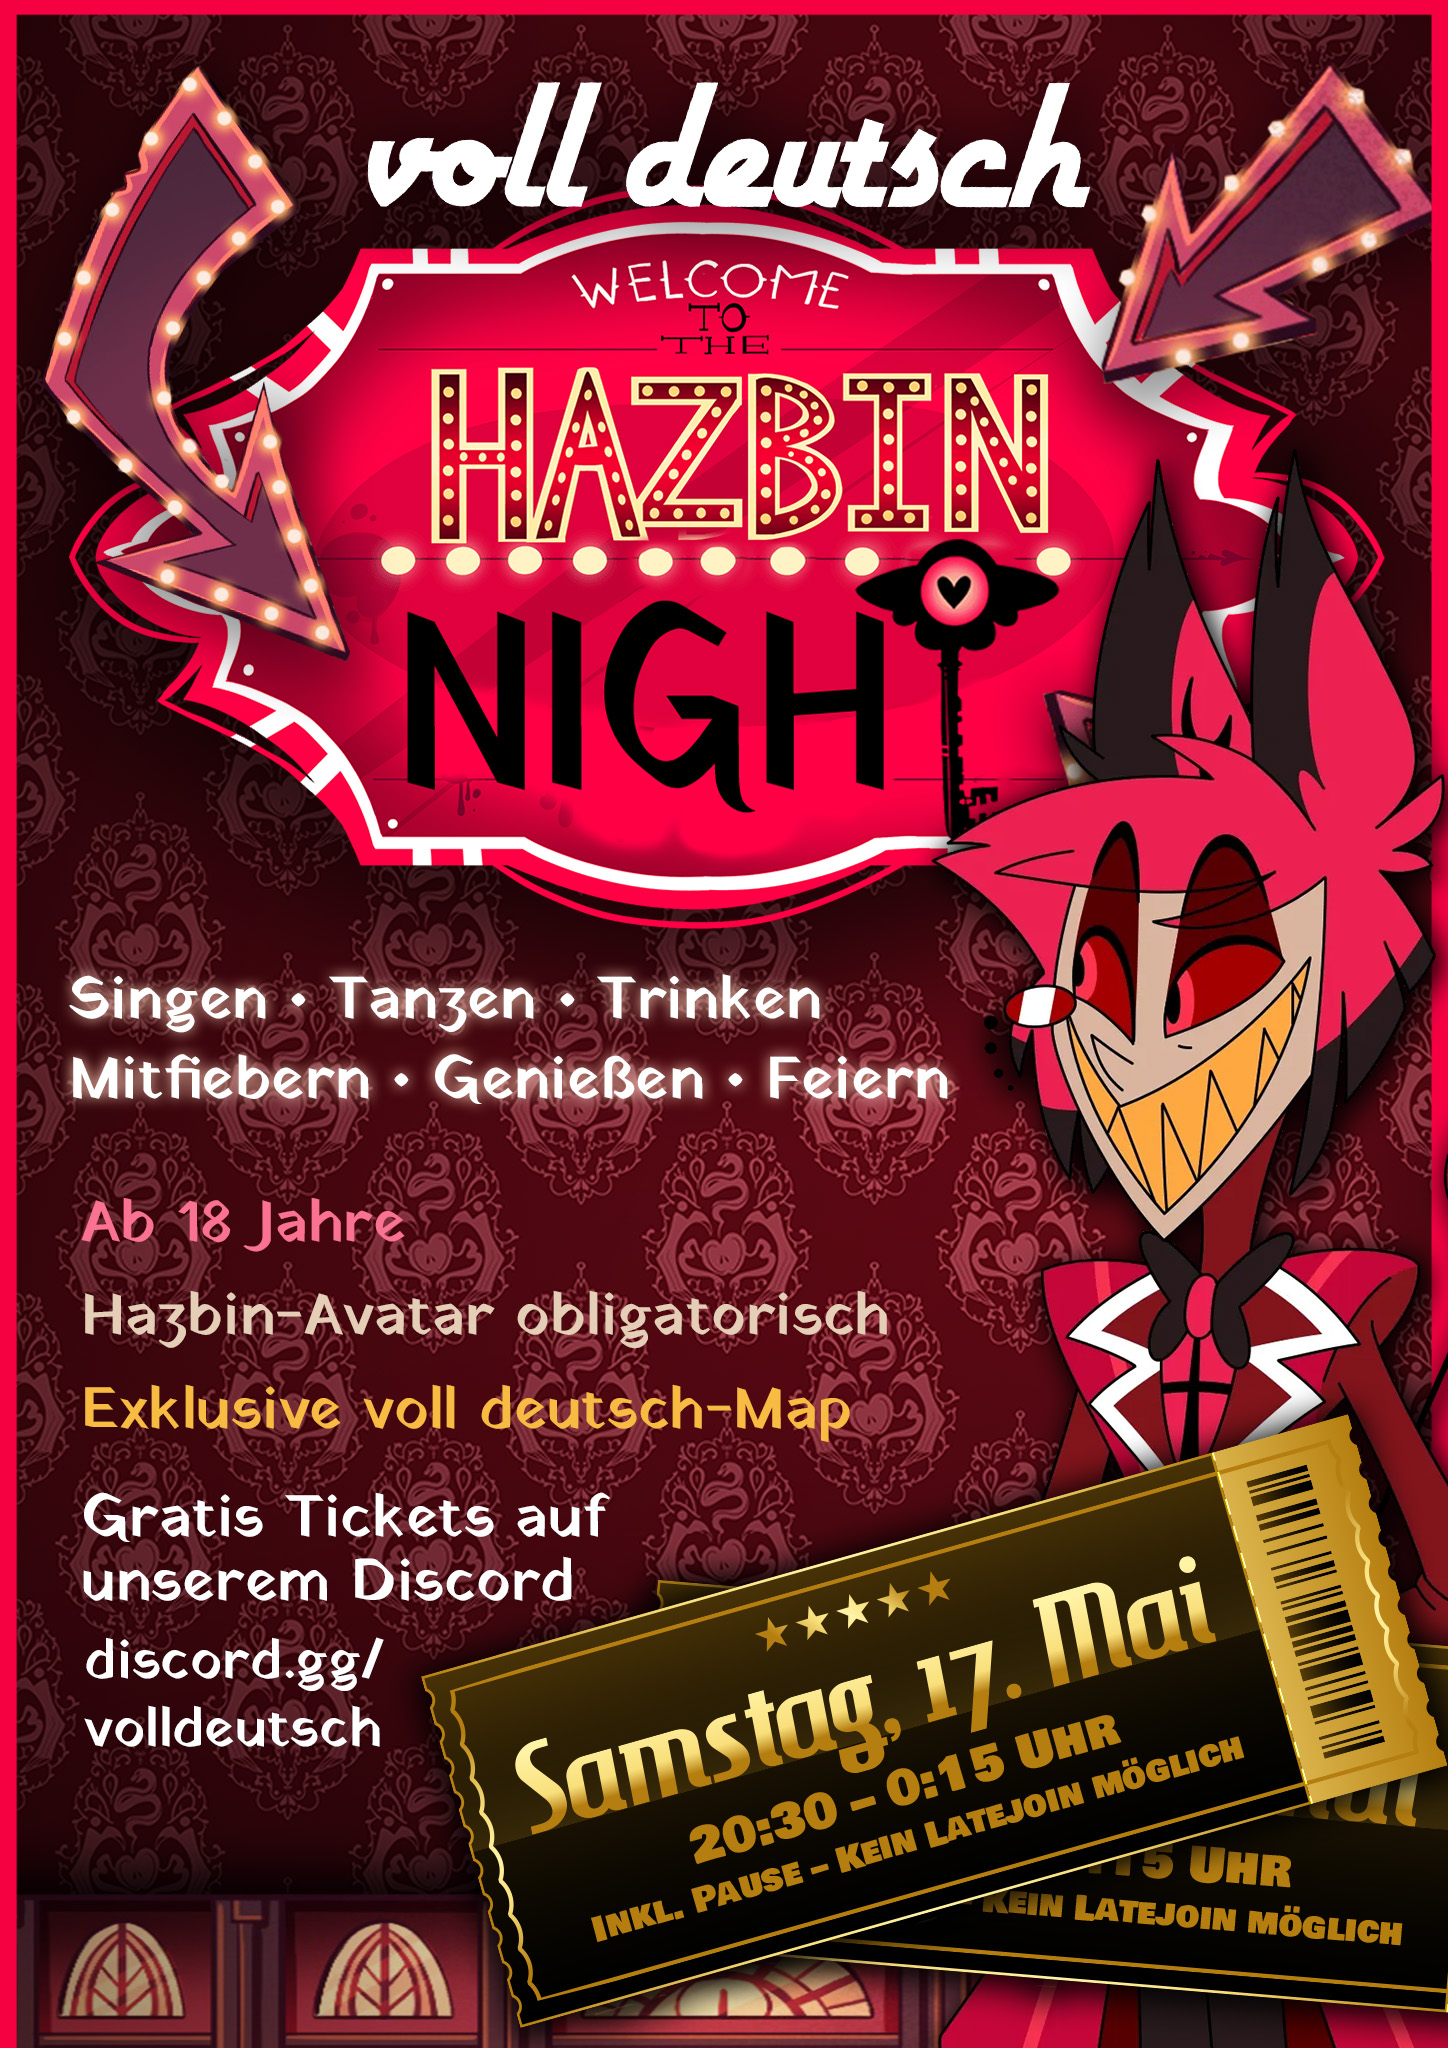 voll deutsch
WELCOME
TO
THE
HAZBIN
NIGHT
Singen • Tanzen • Trinken
Mitfiebern • Genießen • Feiern
Ab 18 Jahre
Hazbin-Avatar obligatorisch
Exklusive voll deutsch-Map
Gratis Tickets auf
unserem Discord
discord.gg/
volldeutsch
Samstag, 17. Mai
20:30 – 0:15 Uhr
Inkl. Pause – Kein Latejoin möglich
15 Uhr
Kein Latejoin möglich